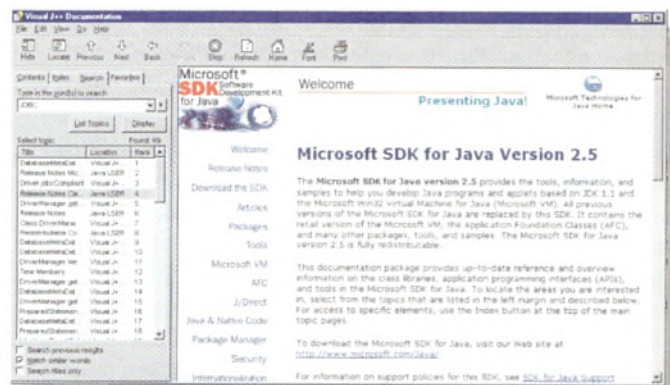 Visual J++ Documentation
File Edit View Go Help
Hide Locate Previous Next Back Stop Refresh Home Font Print
Contents Index Search Favorites
Type in the word(s) to search
JDBC
List Topics Display
Select topic: Found: 49
Title Location Rank
DatabaseMetaDat Visual J+ 1
Release Notes Mic Java USER 2
Driver.jdbcCompliant Visual J+ 3
Release Notes Cle Java USER 4
DriverManager.get Visual J+ 5
Release Notes Java USER 6
Class DriverMana Visual J+ 7
Redistributable Co Java USER 8
DatabaseMetaDat Visual J+ 9
DatabaseMetaDat Visual J+ 10
DriverManager Visual J+ 11
Time Members Visual J+ 12
DriverManager.get Visual J+ 13
DatabaseMetaDat Visual J+ 14
DriverManager.get Visual J+ 15
PreparedStatemen Visual J+ 16
DatabaseMetaDat Visual J+ 17
PreparedStatemen Visual J+ 18
Search previous results
Match similar words
Search titles only
Microsoft®
SDK Software Development Kit
for Java
Welcome
Release Notes
Download the SDK
Articles
Packages
Tools
Microsoft VM
AFC
J/Direct
Java & Native Code
Package Manager
Security
Internationalization
Welcome
Presenting Java!
Microsoft Technologies for Java Home
Microsoft SDK for Java Version 2.5
The Microsoft SDK for Java version 2.5 provides the tools, information, and
samples to help you develop Java programs and applets based on JDK 1.1 and
the Microsoft Win32 Virtual Machine for Java (Microsoft VM). All previous
versions of the Microsoft SDK for Java are replaced by this SDK. It contains the
retail version of the Microsoft VM, the Application Foundation Classes (AFC),
and many other packages, tools, and samples. The Microsoft SDK for Java
version 2.5 is fully redistributable.
This documentation package provides up-to-date reference and overview
information on the class libraries, application programming interfaces (APIs),
and tools in the Microsoft SDK for Java. To locate the areas you are interested
in, select from the topics that are listed in the left margin and described below.
For access to specific elements, use the Index button at the top of the main
topic pages.
To download the Microsoft SDK for Java, visit our Web site at
http://www.microsoft.com/Java/
For information on support policies for this SDK, see SDK for Java Support